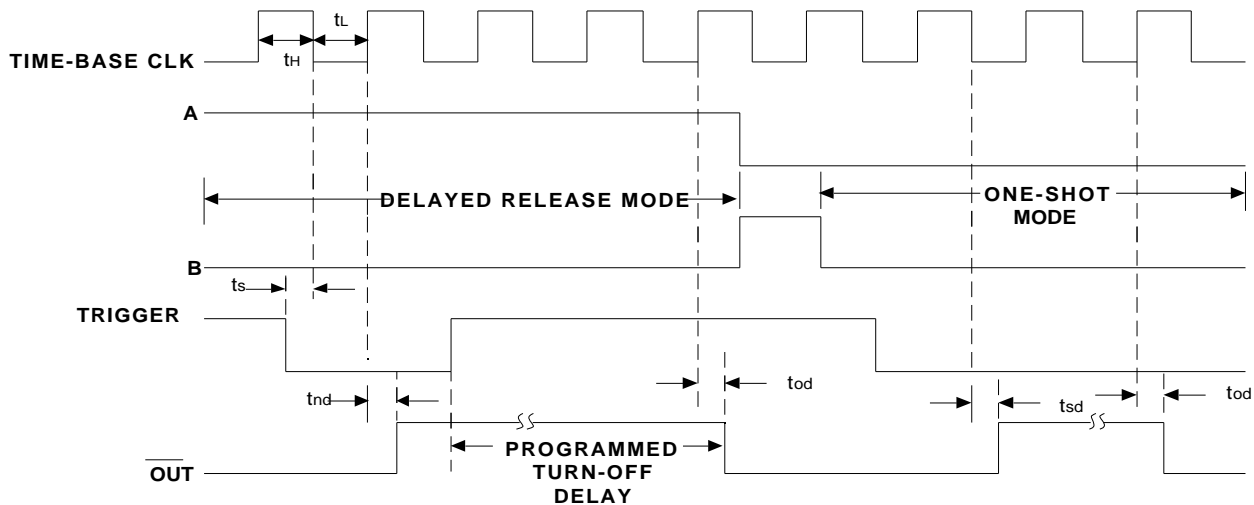 tL
tH
TIME-BASE CLK
A
DELAYED RELEASE MODE
ONE-SHOT
MODE
B
ts
TRIGGER
tnd
tod
tsd
tod
OUT
PROGRAMMED
TURN-OFF
DELAY